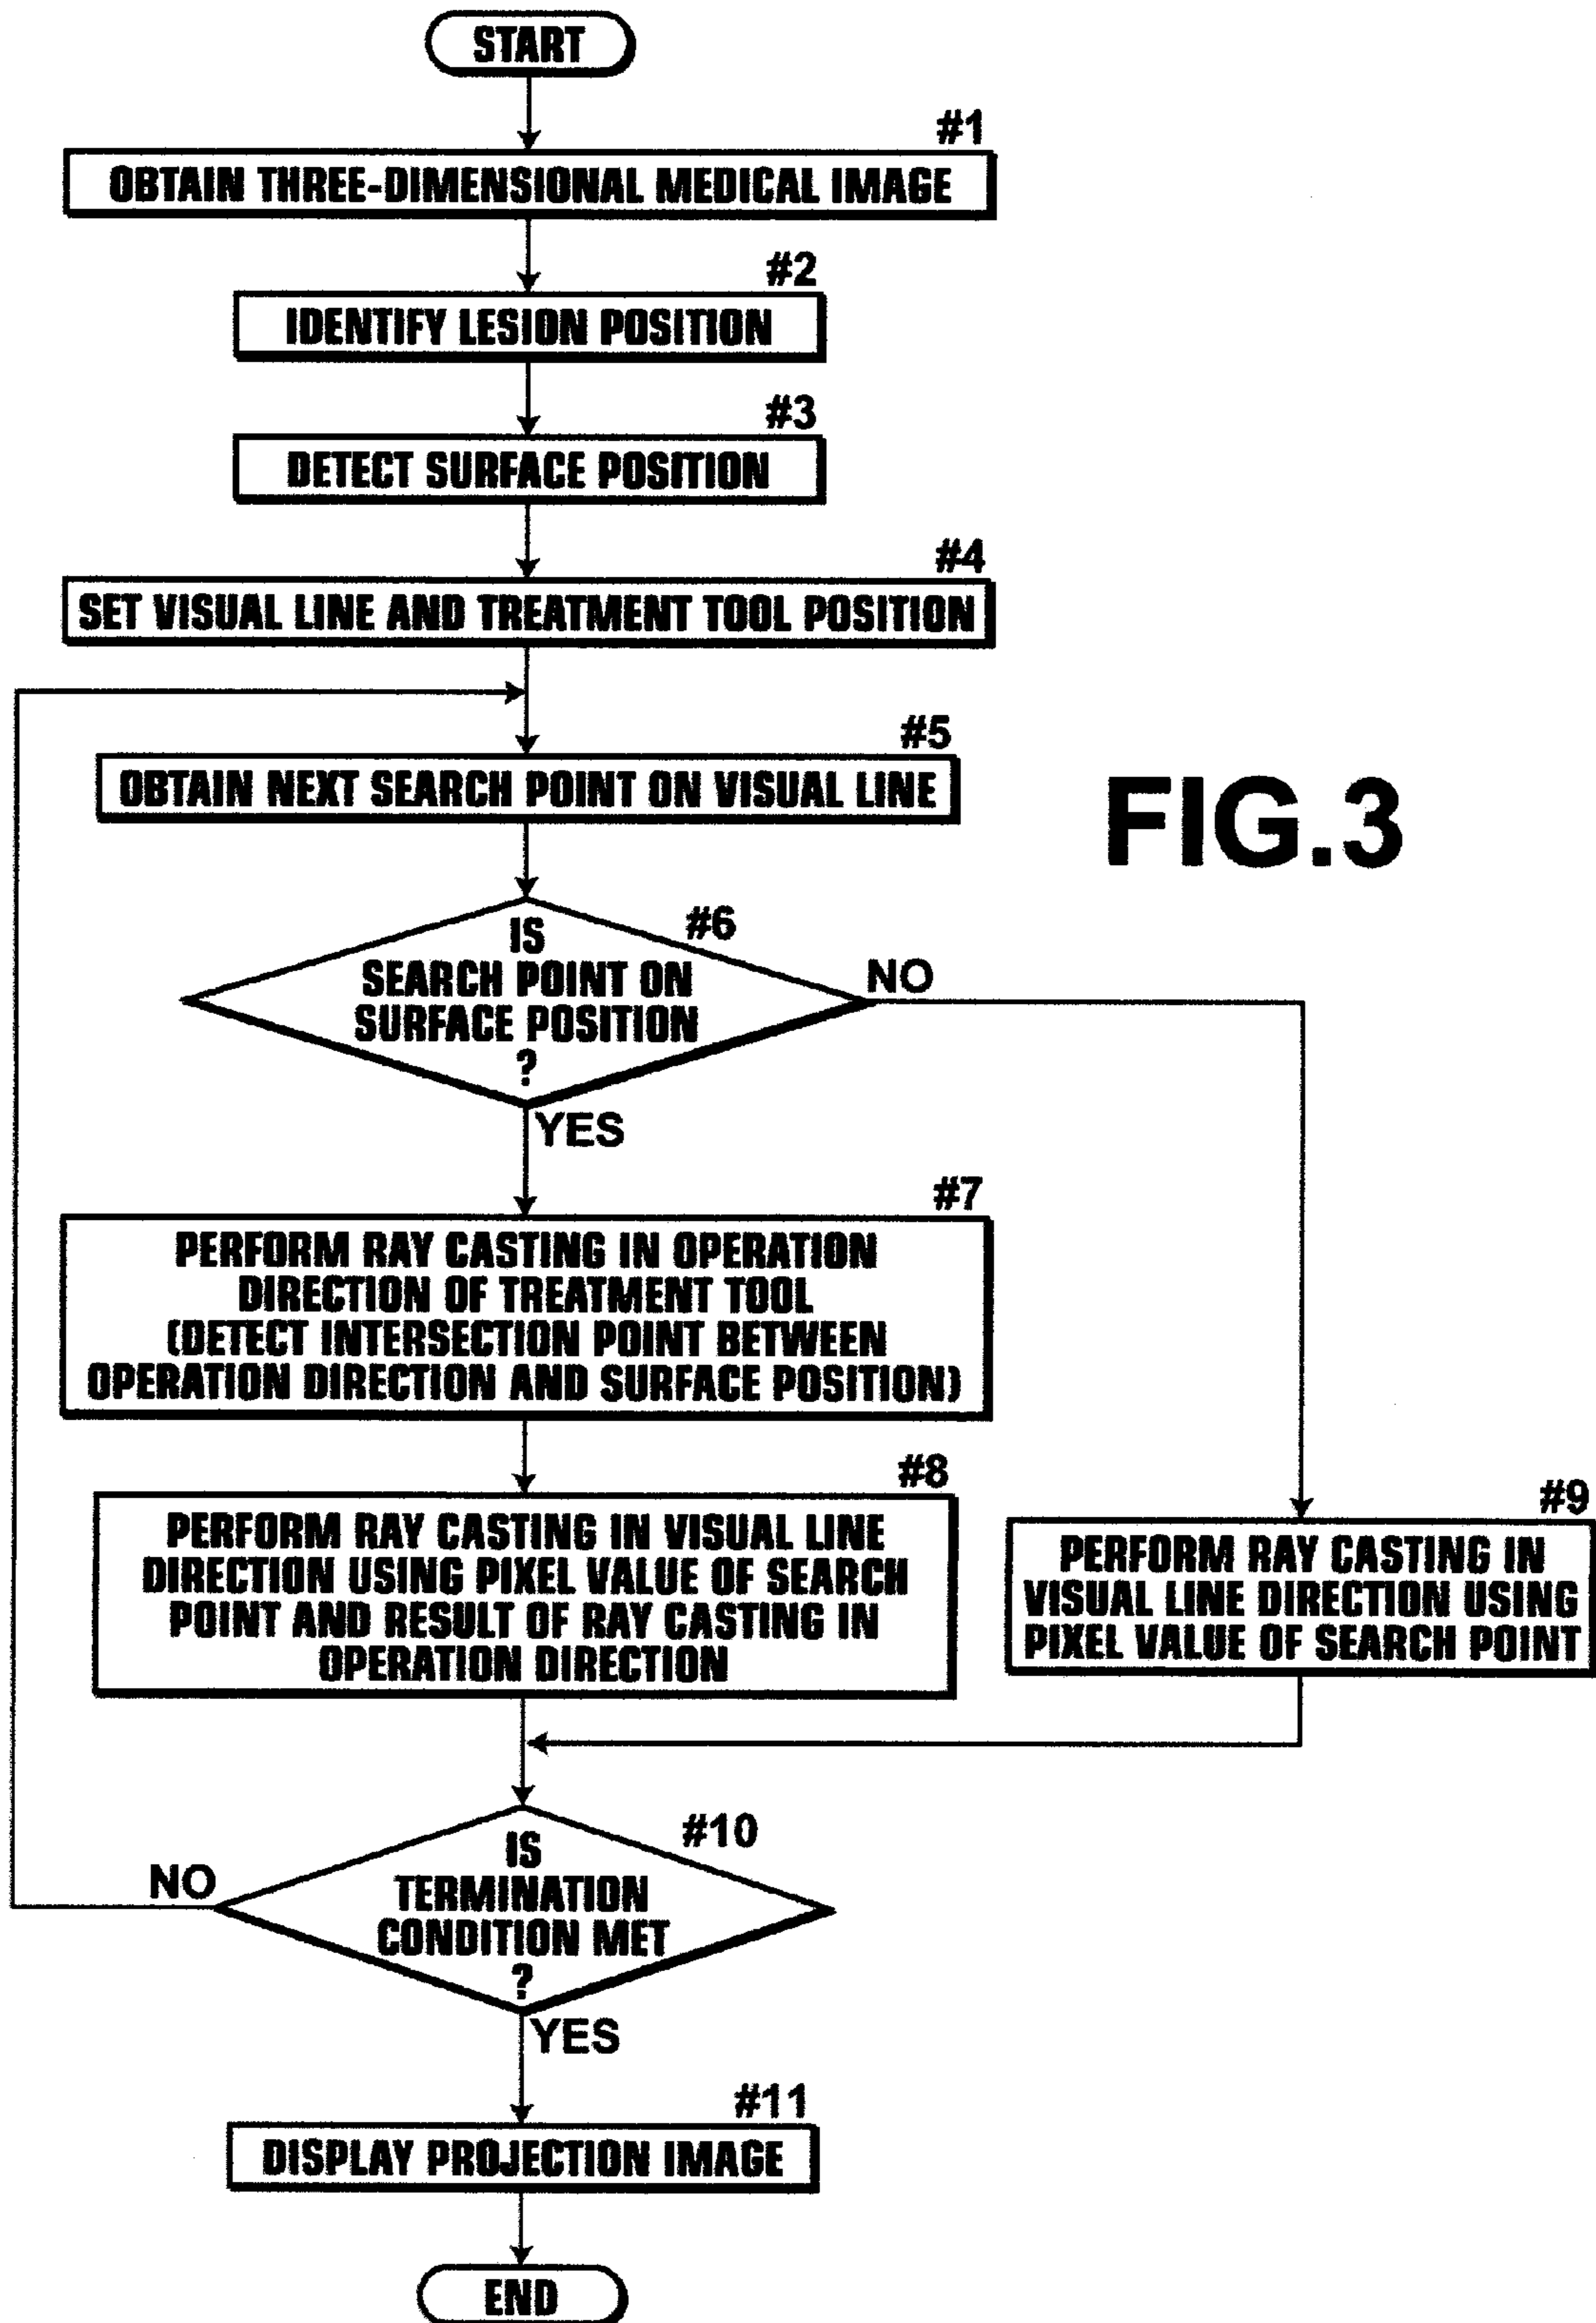 START
#1
OBTAIN THREE-DIMENSIONAL MEDICAL IMAGE
#2
IDENTIFY LESION POSITION
#3
DETECT SURFACE POSITION
#4
SET VISUAL LINE AND TREATMENT TOOL POSITION
#5
OBTAIN NEXT SEARCH POINT ON VISUAL LINE
FIG.3
#6
IS
SEARCH POINT ON
SURFACE POSITION
?
NO
YES
#7
PERFORM RAY CASTING IN OPERATION
DIRECTION OF TREATMENT TOOL
(DETECT INTERSECTION POINT BETWEEN
OPERATION DIRECTION AND SURFACE POSITION)
#8
PERFORM RAY CASTING IN VISUAL LINE
DIRECTION USING PIXEL VALUE OF SEARCH
POINT AND RESULT OF RAY CASTING IN
OPERATION DIRECTION
#9
PERFORM RAY CASTING IN
VISUAL LINE DIRECTION USING
PIXEL VALUE OF SEARCH POINT
#10
IS
TERMINATION
CONDITION MET
?
NO
YES
#11
DISPLAY PROJECTION IMAGE
END